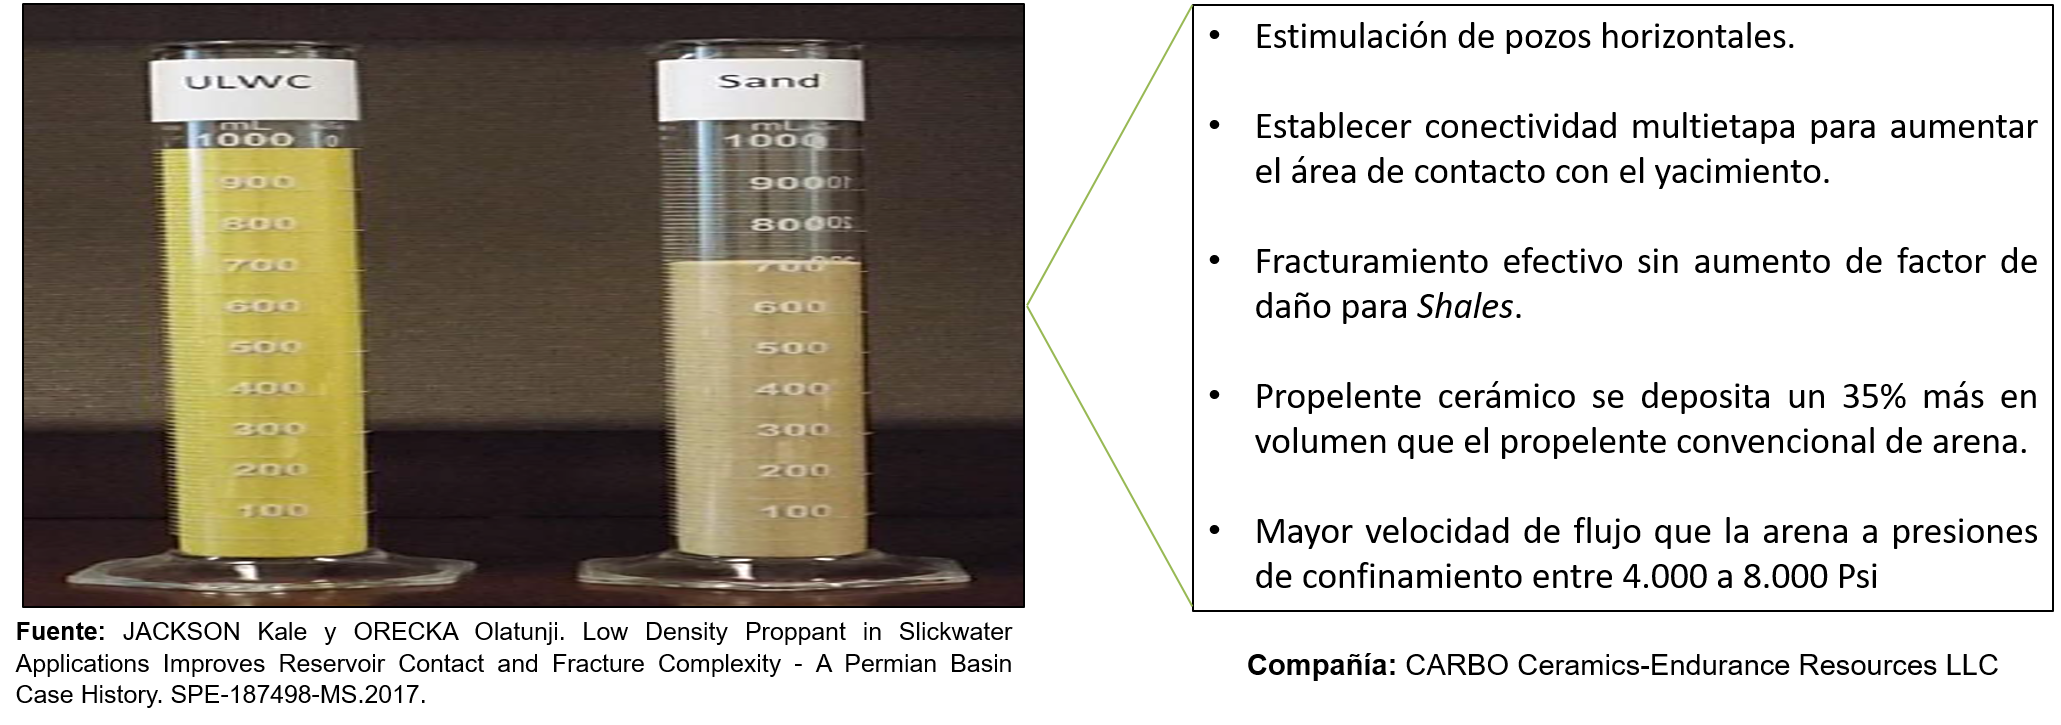 ULWC
mL
1000
900
800
700
600
500
400
300
200
100
Sand
mL
1000
900
800
700
600
500
400
300
200
100
• Estimulación de pozos horizontales.
• Establecer conectividad multietapa para aumentar
el área de contacto con el yacimiento.
• Fracturamiento efectivo sin aumento de factor de
daño para Shales.
• Propelente cerámico se deposita un 35% más en
volumen que el propelente convencional de arena.
• Mayor velocidad de flujo que la arena a presiones
de confinamiento entre 4.000 a 8.000 Psi
Fuente: JACKSON Kale y ORECKA Olatunji. Low Density Proppant in Slickwater
Applications Improves Reservoir Contact and Fracture Complexity - A Permian Basin
Case History. SPE-187498-MS.2017.
Compañía: CARBO Ceramics-Endurance Resources LLC